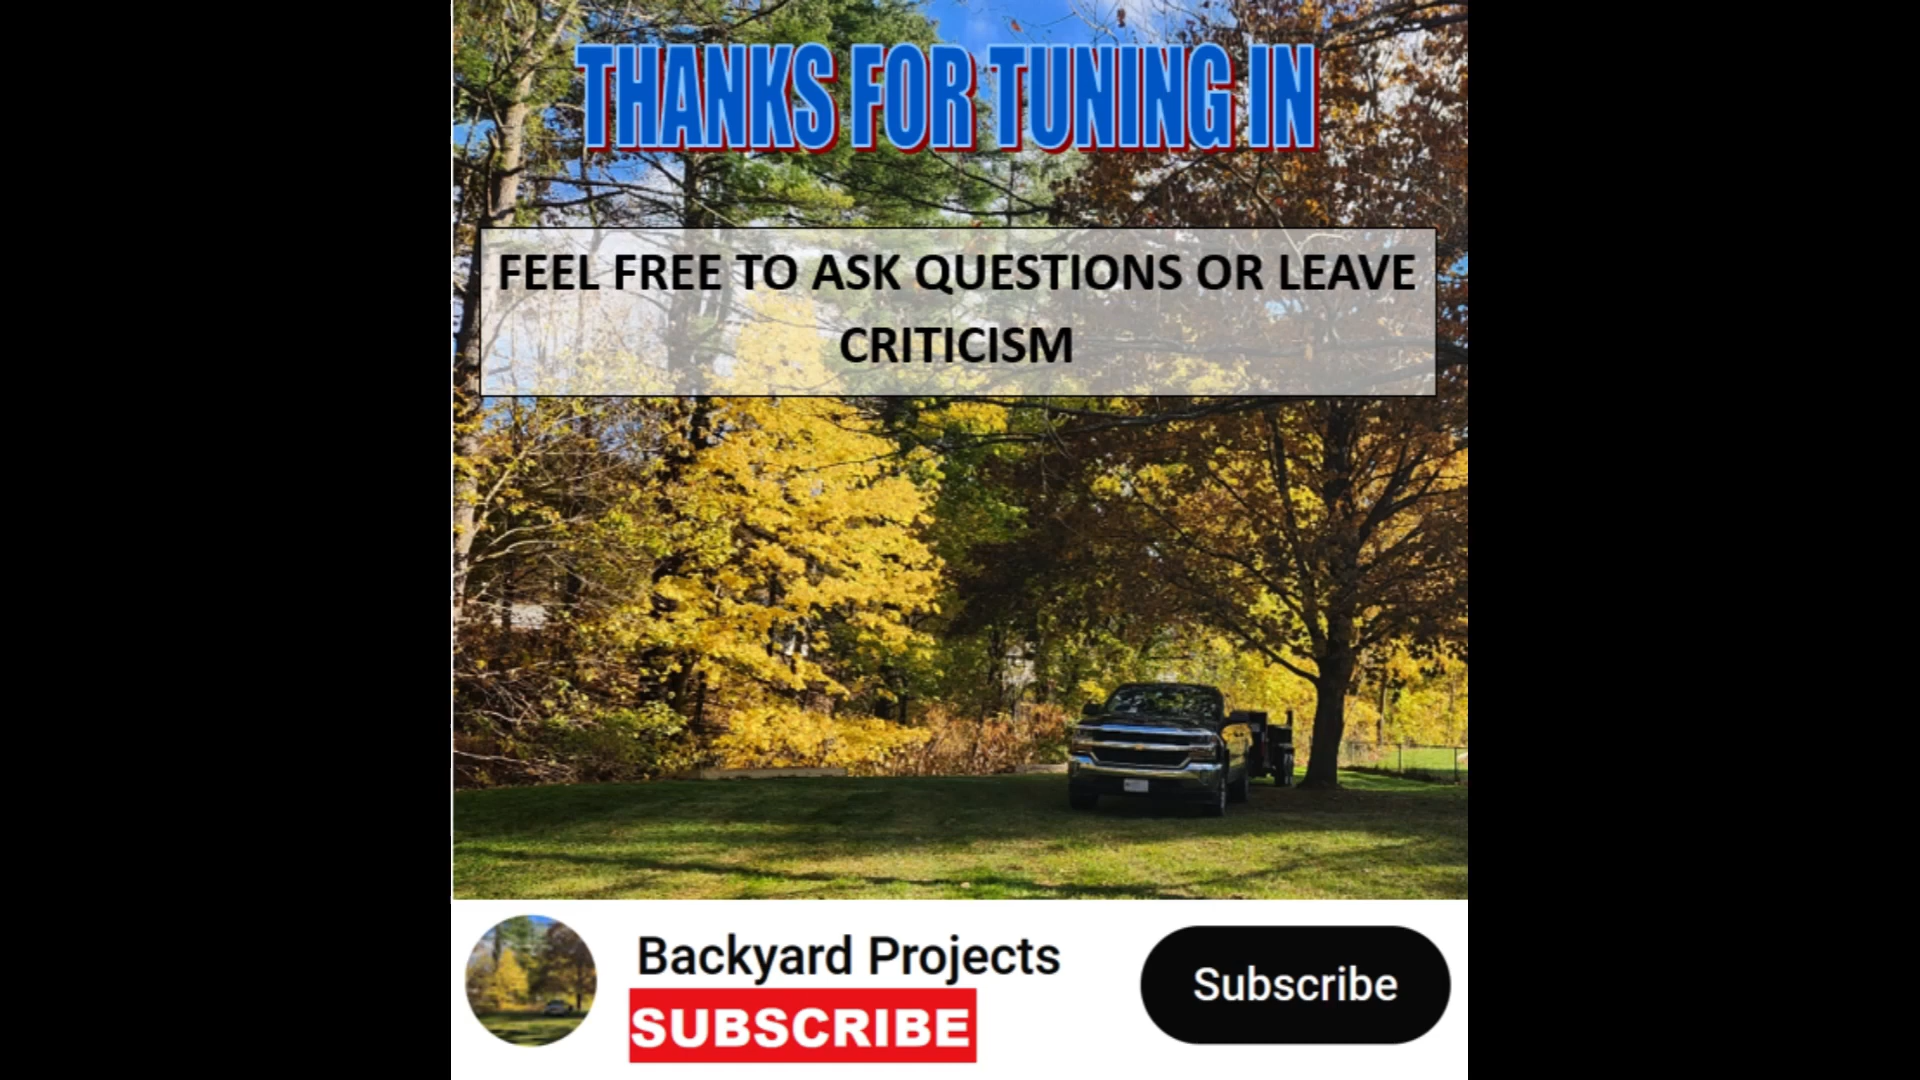 THANKS FOR TUNING IN
FEEL FREE TO ASK QUESTIONS OR LEAVE
CRITICISM
Backyard Projects
SUBSCRIBE
Subscribe